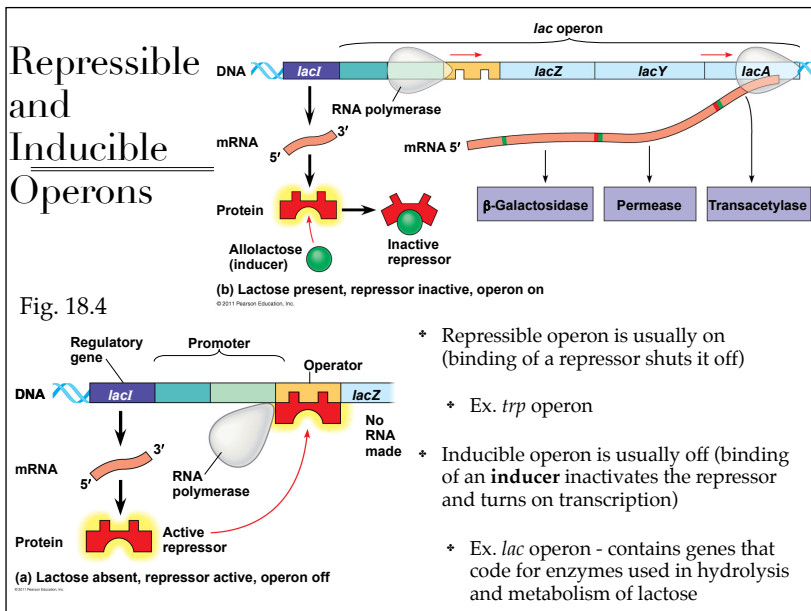 Repressible
and
Inducible
Operons
lac operon
DNA
lacI
lacZ
lacY
lacA
RNA polymerase
mRNA
5′
3′
mRNA 5′
Protein
β-Galactosidase
Permease
Transacetylase
Allolactose
(inducer)
Inactive
repressor
(b) Lactose present, repressor inactive, operon on
© 2011 Pearson Education, Inc.
Fig. 18.4
Regulatory
gene
Promoter
Operator
DNA
lacI
lacZ
No
RNA
made
mRNA
5′
3′
RNA
polymerase
Protein
Active
repressor
(a) Lactose absent, repressor active, operon off
© 2011 Pearson Education, Inc.
Repressible operon is usually on
(binding of a repressor shuts it off)
Ex. trp operon
Inducible operon is usually off (binding
of an inducer inactivates the repressor
and turns on transcription)
Ex. lac operon - contains genes that
code for enzymes used in hydrolysis
and metabolism of lactose